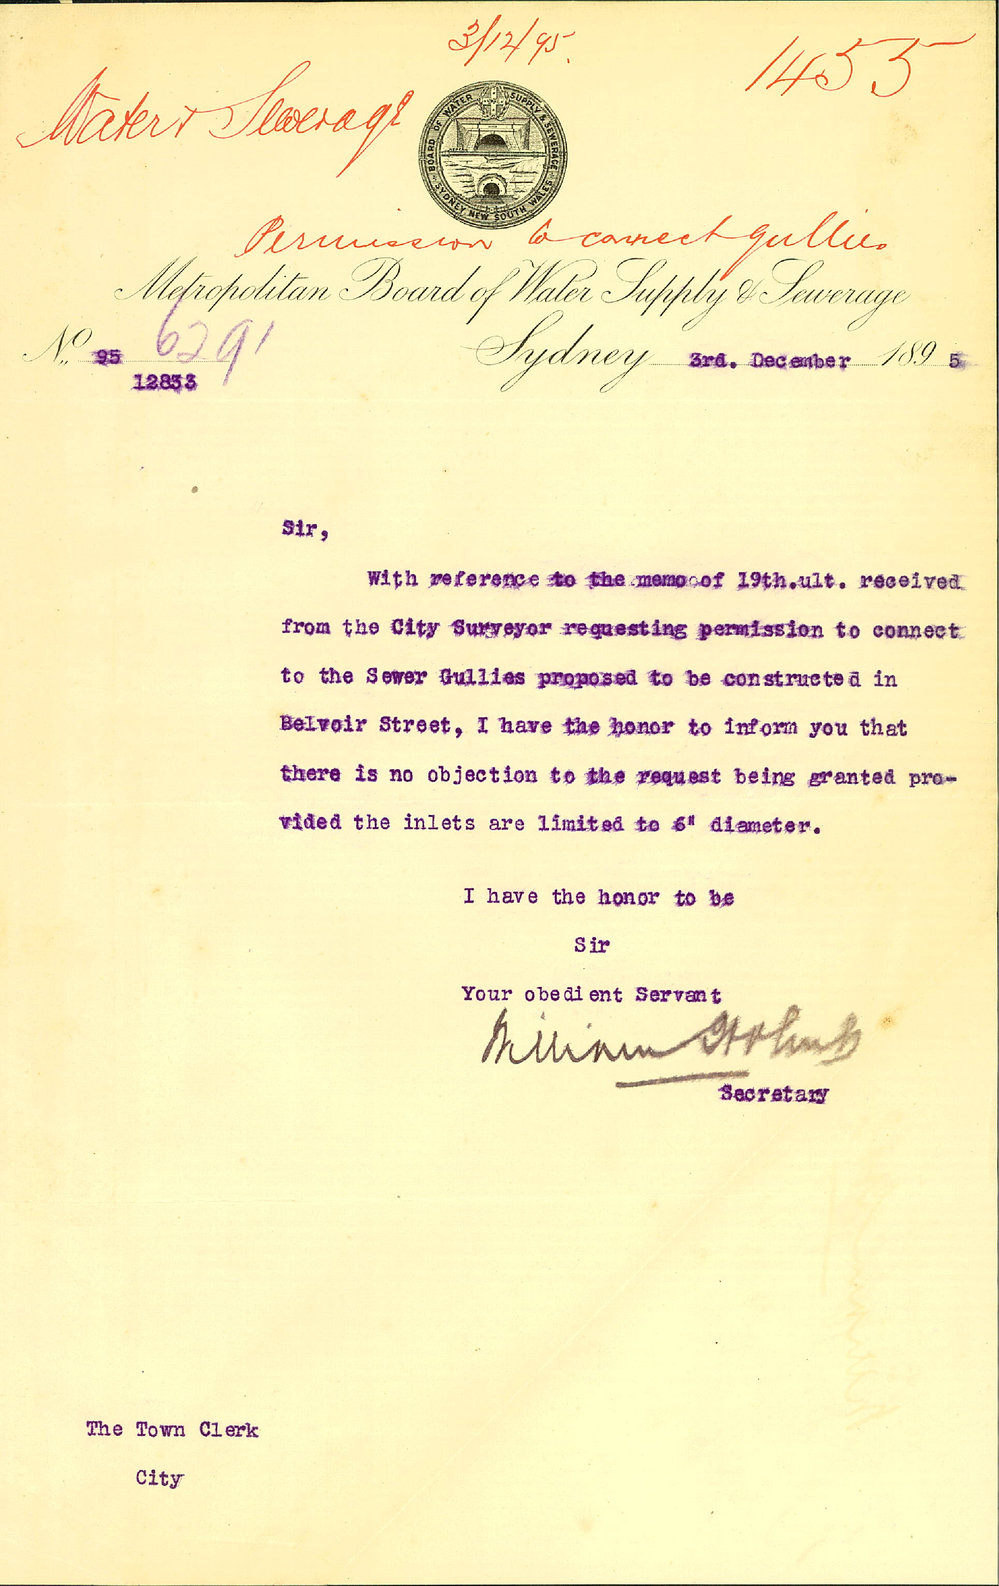 3/12/95.
1455
Water & Sewerage
BOARD OF WATER SUPPLY & SEWERAGE
SYDNEY NEW SOUTH WALES
Permission to connect gullies
Metropolitan Board of Water Supply & Sewerage
No. 95 6291 Sydney 3rd. December 1895
12833
Sir,
With reference to the memo of 19th.ult. received
from the City Surveyor requesting permission to connect
to the Sewer Gullies proposed to be constructed in
Belvoir Street, I have the honor to inform you that
there is no objection to the request being granted pro-
vided the inlets are limited to 6" diameter.
I have the honor to be
Sir
Your obedient Servant
William
Secretary
The Town Clerk
City